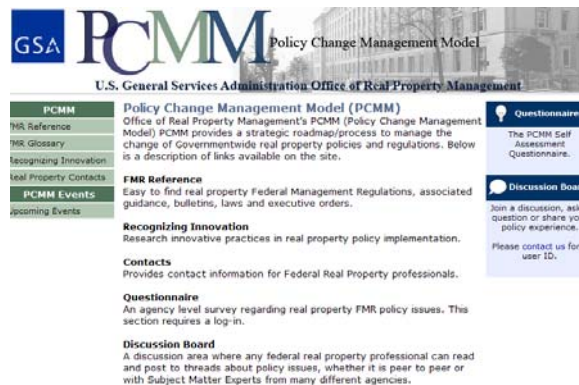 GSA
PCMM
Policy Change Management Model
U.S. General Services Administration Office of Real Property Management
PCMM
FMR Reference
FMR Glossary
Recognizing Innovation
Real Property Contacts
PCMM Events
Upcoming Events
Policy Change Management Model (PCMM)
Office of Real Property Management's PCMM (Policy Change Management
Model) PCMM provides a strategic roadmap/process to manage the
change of Governmentwide real property policies and regulations. Below
is a description of links available on the site.
FMR Reference
Easy to find real property Federal Management Regulations, associated
guidance, bulletins, laws and executive orders.
Recognizing Innovation
Research innovative practices in real property policy implementation.
Contacts
Provides contact information for Federal Real Property professionals.
Questionnaire
An agency level survey regarding real property FMR policy issues. This
section requires a log-in.
Discussion Board
A discussion area where any federal real property professional can read
and post to threads about policy issues, whether it is peer to peer or
with Subject Matter Experts from many different agencies.
Questionnaire
The PCMM Self
Assessment
Questionnaire.
Discussion Boa
Join a discussion, ask
question or share yo
policy experience.
Please contact us for
user ID.